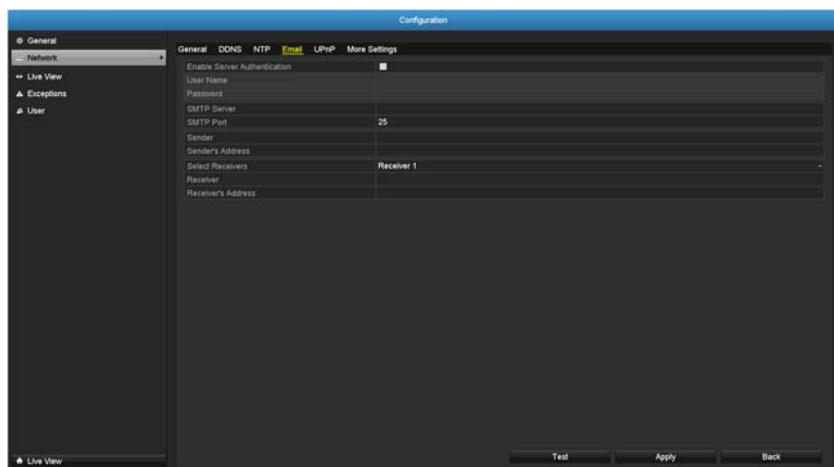 Configuration
General
Network
Live View
Exceptions
User
General DDNS NTP Email UPnP More Settings
Enable Server Authentication
User Name
Password
SMTP Server
SMTP Port 25
Sender
Sender's Address
Select Receivers Receiver 1
Receiver
Receiver's Address
Live View
Test Apply Back